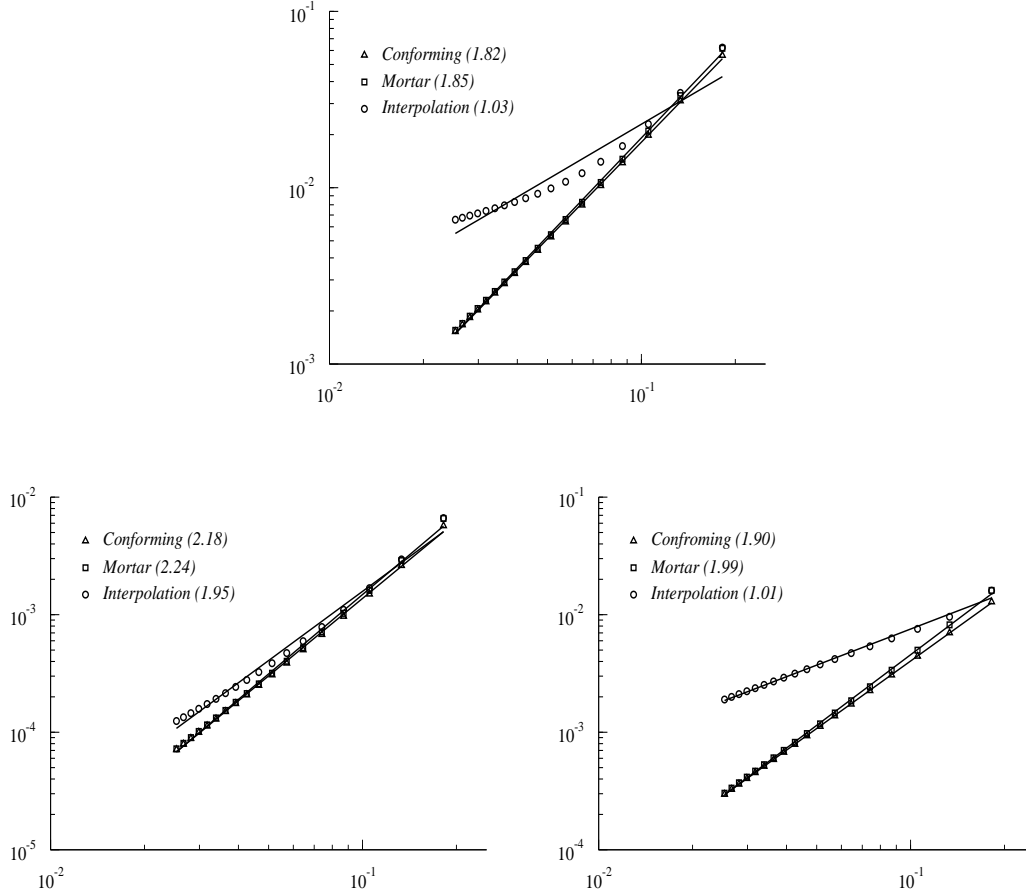 10^-1
Conforming (1.82)
Mortar (1.85)
Interpolation (1.03)
10^-2
10^-3
10^-2
10^-1
10^-2
Conforming (2.18)
Mortar (2.24)
Interpolation (1.95)
10^-3
10^-4
10^-5
10^-2
10^-1
10^-1
Confroming (1.90)
Mortar (1.99)
Interpolation (1.01)
10^-2
10^-3
10^-4
10^-2
10^-1